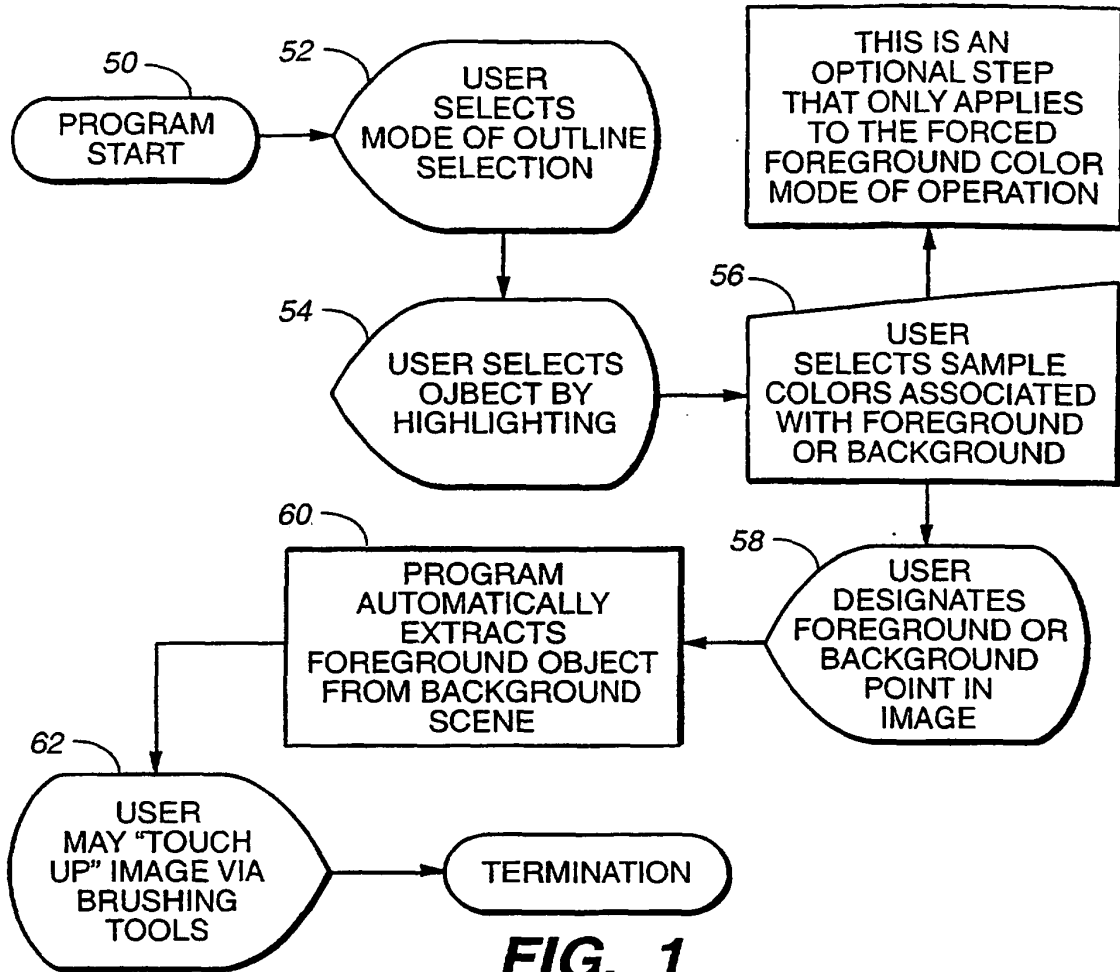 50
PROGRAM
START
52
USER
SELECTS
MODE OF OUTLINE
SELECTION
THIS IS AN
OPTIONAL STEP
THAT ONLY APPLIES
TO THE FORCED
FOREGROUND COLOR
MODE OF OPERATION
54
USER SELECTS
OJBECT BY
HIGHLIGHTING
56
USER
SELECTS SAMPLE
COLORS ASSOCIATED
WITH FOREGROUND
OR BACKGROUND
58
USER
DESIGNATES
FOREGROUND OR
BACKGROUND
POINT IN
IMAGE
60
PROGRAM
AUTOMATICALLY
EXTRACTS
FOREGROUND OBJECT
FROM BACKGROUND
SCENE
62
USER
MAY “TOUCH
UP” IMAGE VIA
BRUSHING
TOOLS
TERMINATION
FIG._1